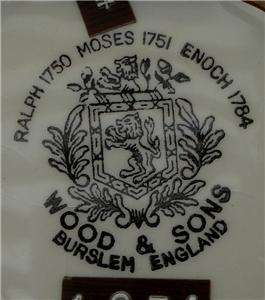 RALPH 1750 MOSES 1751 ENOCH 1784
WOOD & SONS
BURSLEM ENGLAND